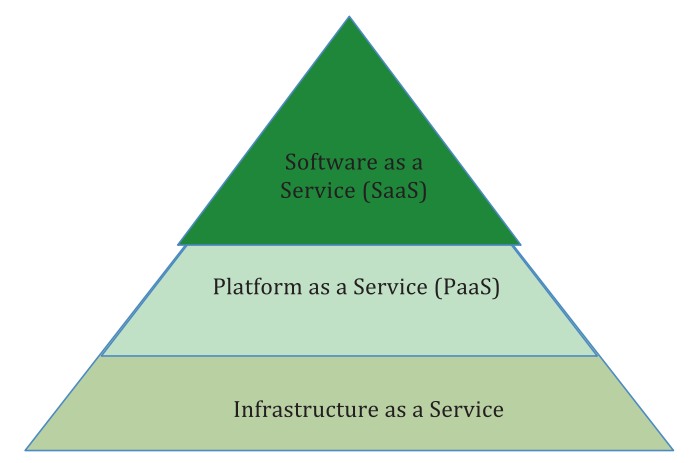 Software as a
Service (SaaS)
Platform as a Service (PaaS)
Infrastructure as a Service